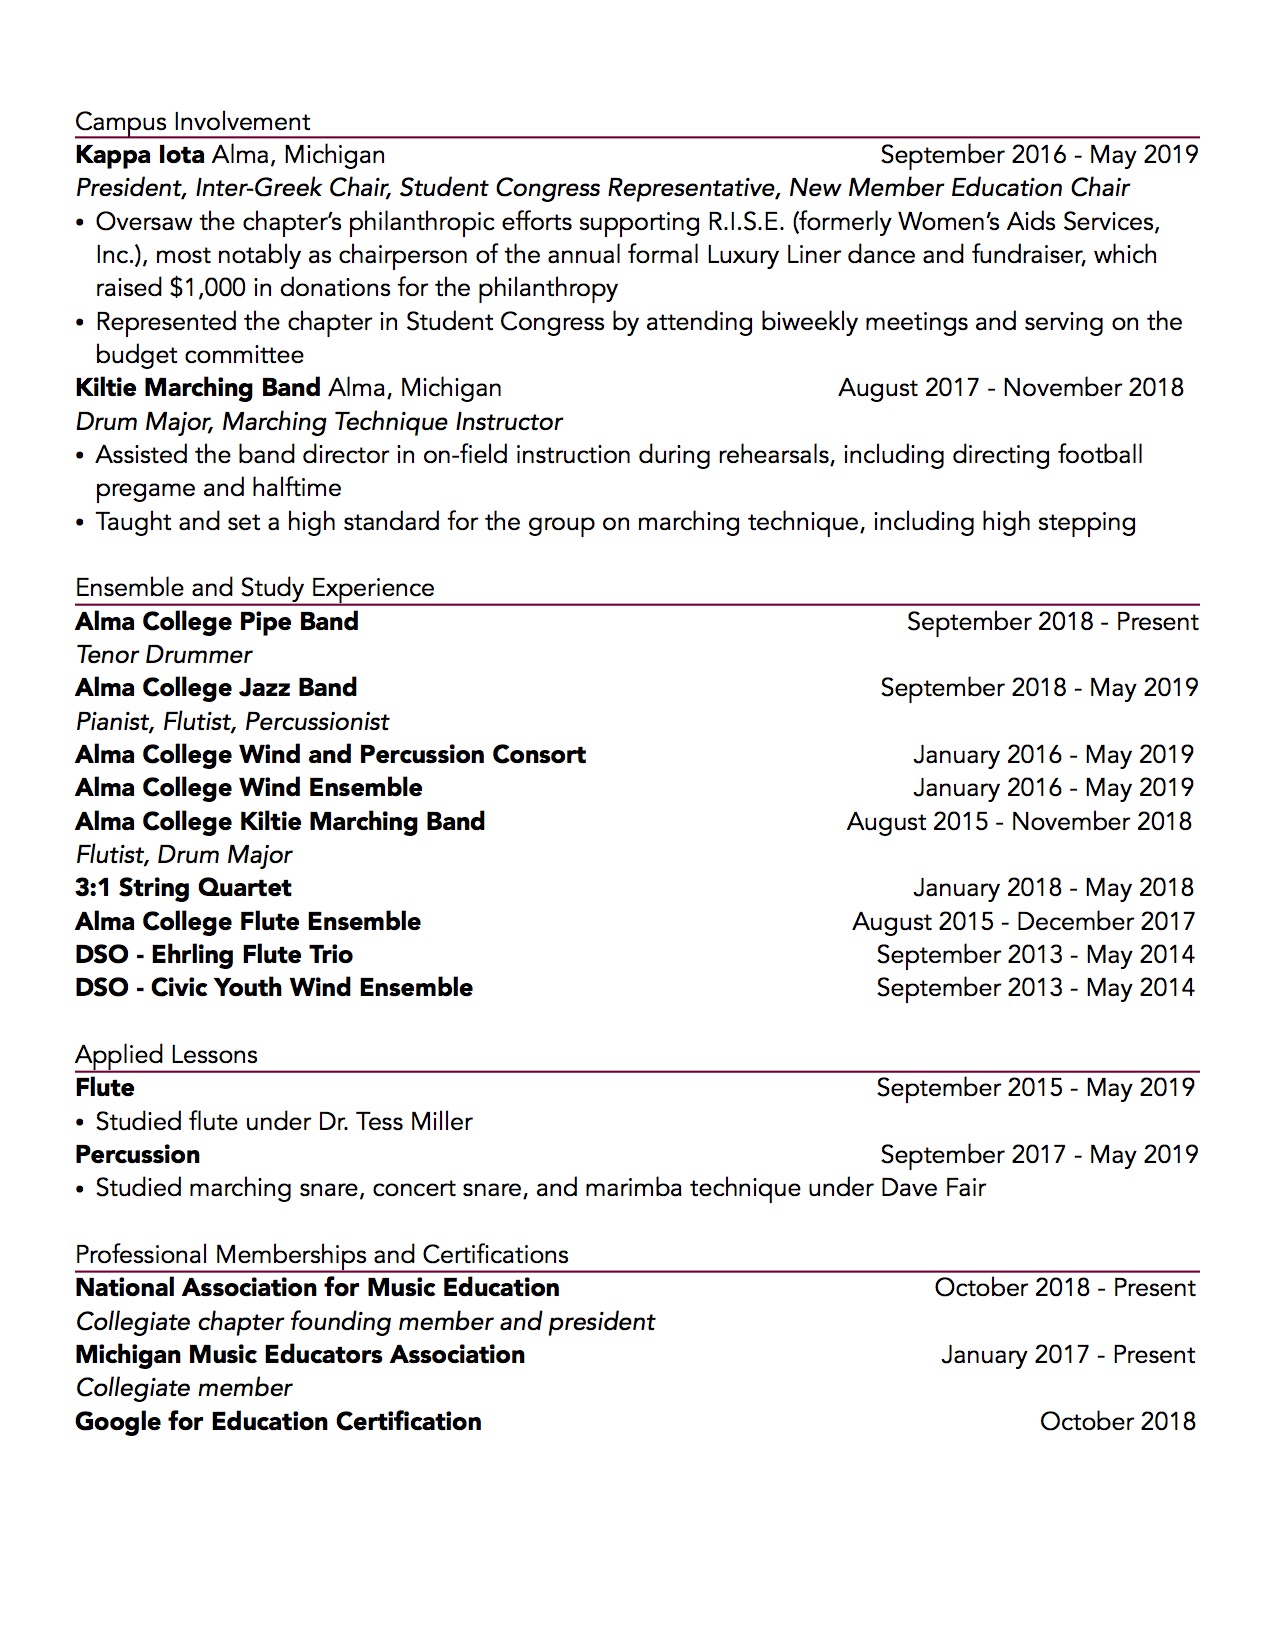 Campus Involvement
Kappa Iota Alma, Michigan September 2016 - May 2019
President, Inter-Greek Chair, Student Congress Representative, New Member Education Chair
• Oversaw the chapter’s philanthropic efforts supporting R.I.S.E. (formerly Women’s Aids Services,
Inc.), most notably as chairperson of the annual formal Luxury Liner dance and fundraiser, which
raised $1,000 in donations for the philanthropy
• Represented the chapter in Student Congress by attending biweekly meetings and serving on the
budget committee
Kiltie Marching Band Alma, Michigan August 2017 - November 2018
Drum Major, Marching Technique Instructor
• Assisted the band director in on-field instruction during rehearsals, including directing football
pregame and halftime
• Taught and set a high standard for the group on marching technique, including high stepping
Ensemble and Study Experience
Alma College Pipe Band September 2018 - Present
Tenor Drummer
Alma College Jazz Band September 2018 - May 2019
Pianist, Flutist, Percussionist
Alma College Wind and Percussion Consort January 2016 - May 2019
Alma College Wind Ensemble January 2016 - May 2019
Alma College Kiltie Marching Band August 2015 - November 2018
Flutist, Drum Major
3:1 String Quartet January 2018 - May 2018
Alma College Flute Ensemble August 2015 - December 2017
DSO - Ehrling Flute Trio September 2013 - May 2014
DSO - Civic Youth Wind Ensemble September 2013 - May 2014
Applied Lessons
Flute September 2015 - May 2019
• Studied flute under Dr. Tess Miller
Percussion September 2017 - May 2019
• Studied marching snare, concert snare, and marimba technique under Dave Fair
Professional Memberships and Certifications
National Association for Music Education October 2018 - Present
Collegiate chapter founding member and president
Michigan Music Educators Association January 2017 - Present
Collegiate member
Google for Education Certification October 2018